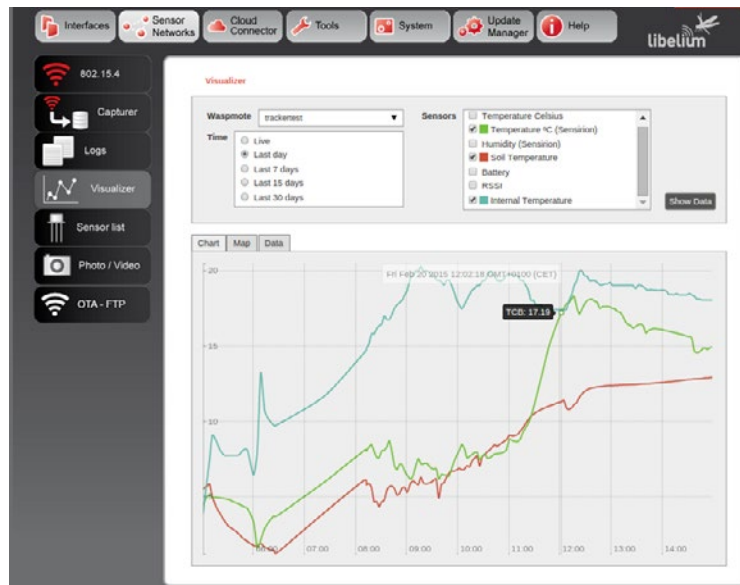 Interfaces
Sensor Networks
Cloud Connector
Tools
System
Update Manager
Help
libelium
802.15.4
Capturer
Logs
Visualizer
Sensor list
Photo / Video
OTA - FTP
Visualizer
Waspmote trackertest
Time
Live
Last day
Last 7 days
Last 15 days
Last 30 days
Sensors
Temperature Celsius
Temperature ºC (Sensirion)
Humidity (Sensirion)
Soil Temperature
Battery
RSSI
Internal Temperature
Show Data
Chart Map Data
Fri Feb 20 2015 12:02:18 GMT+0100 (CET)
TCB: 17.19
20
15
10
06:00 07:00 08:00 09:00 10:00 11:00 12:00 13:00 14:00